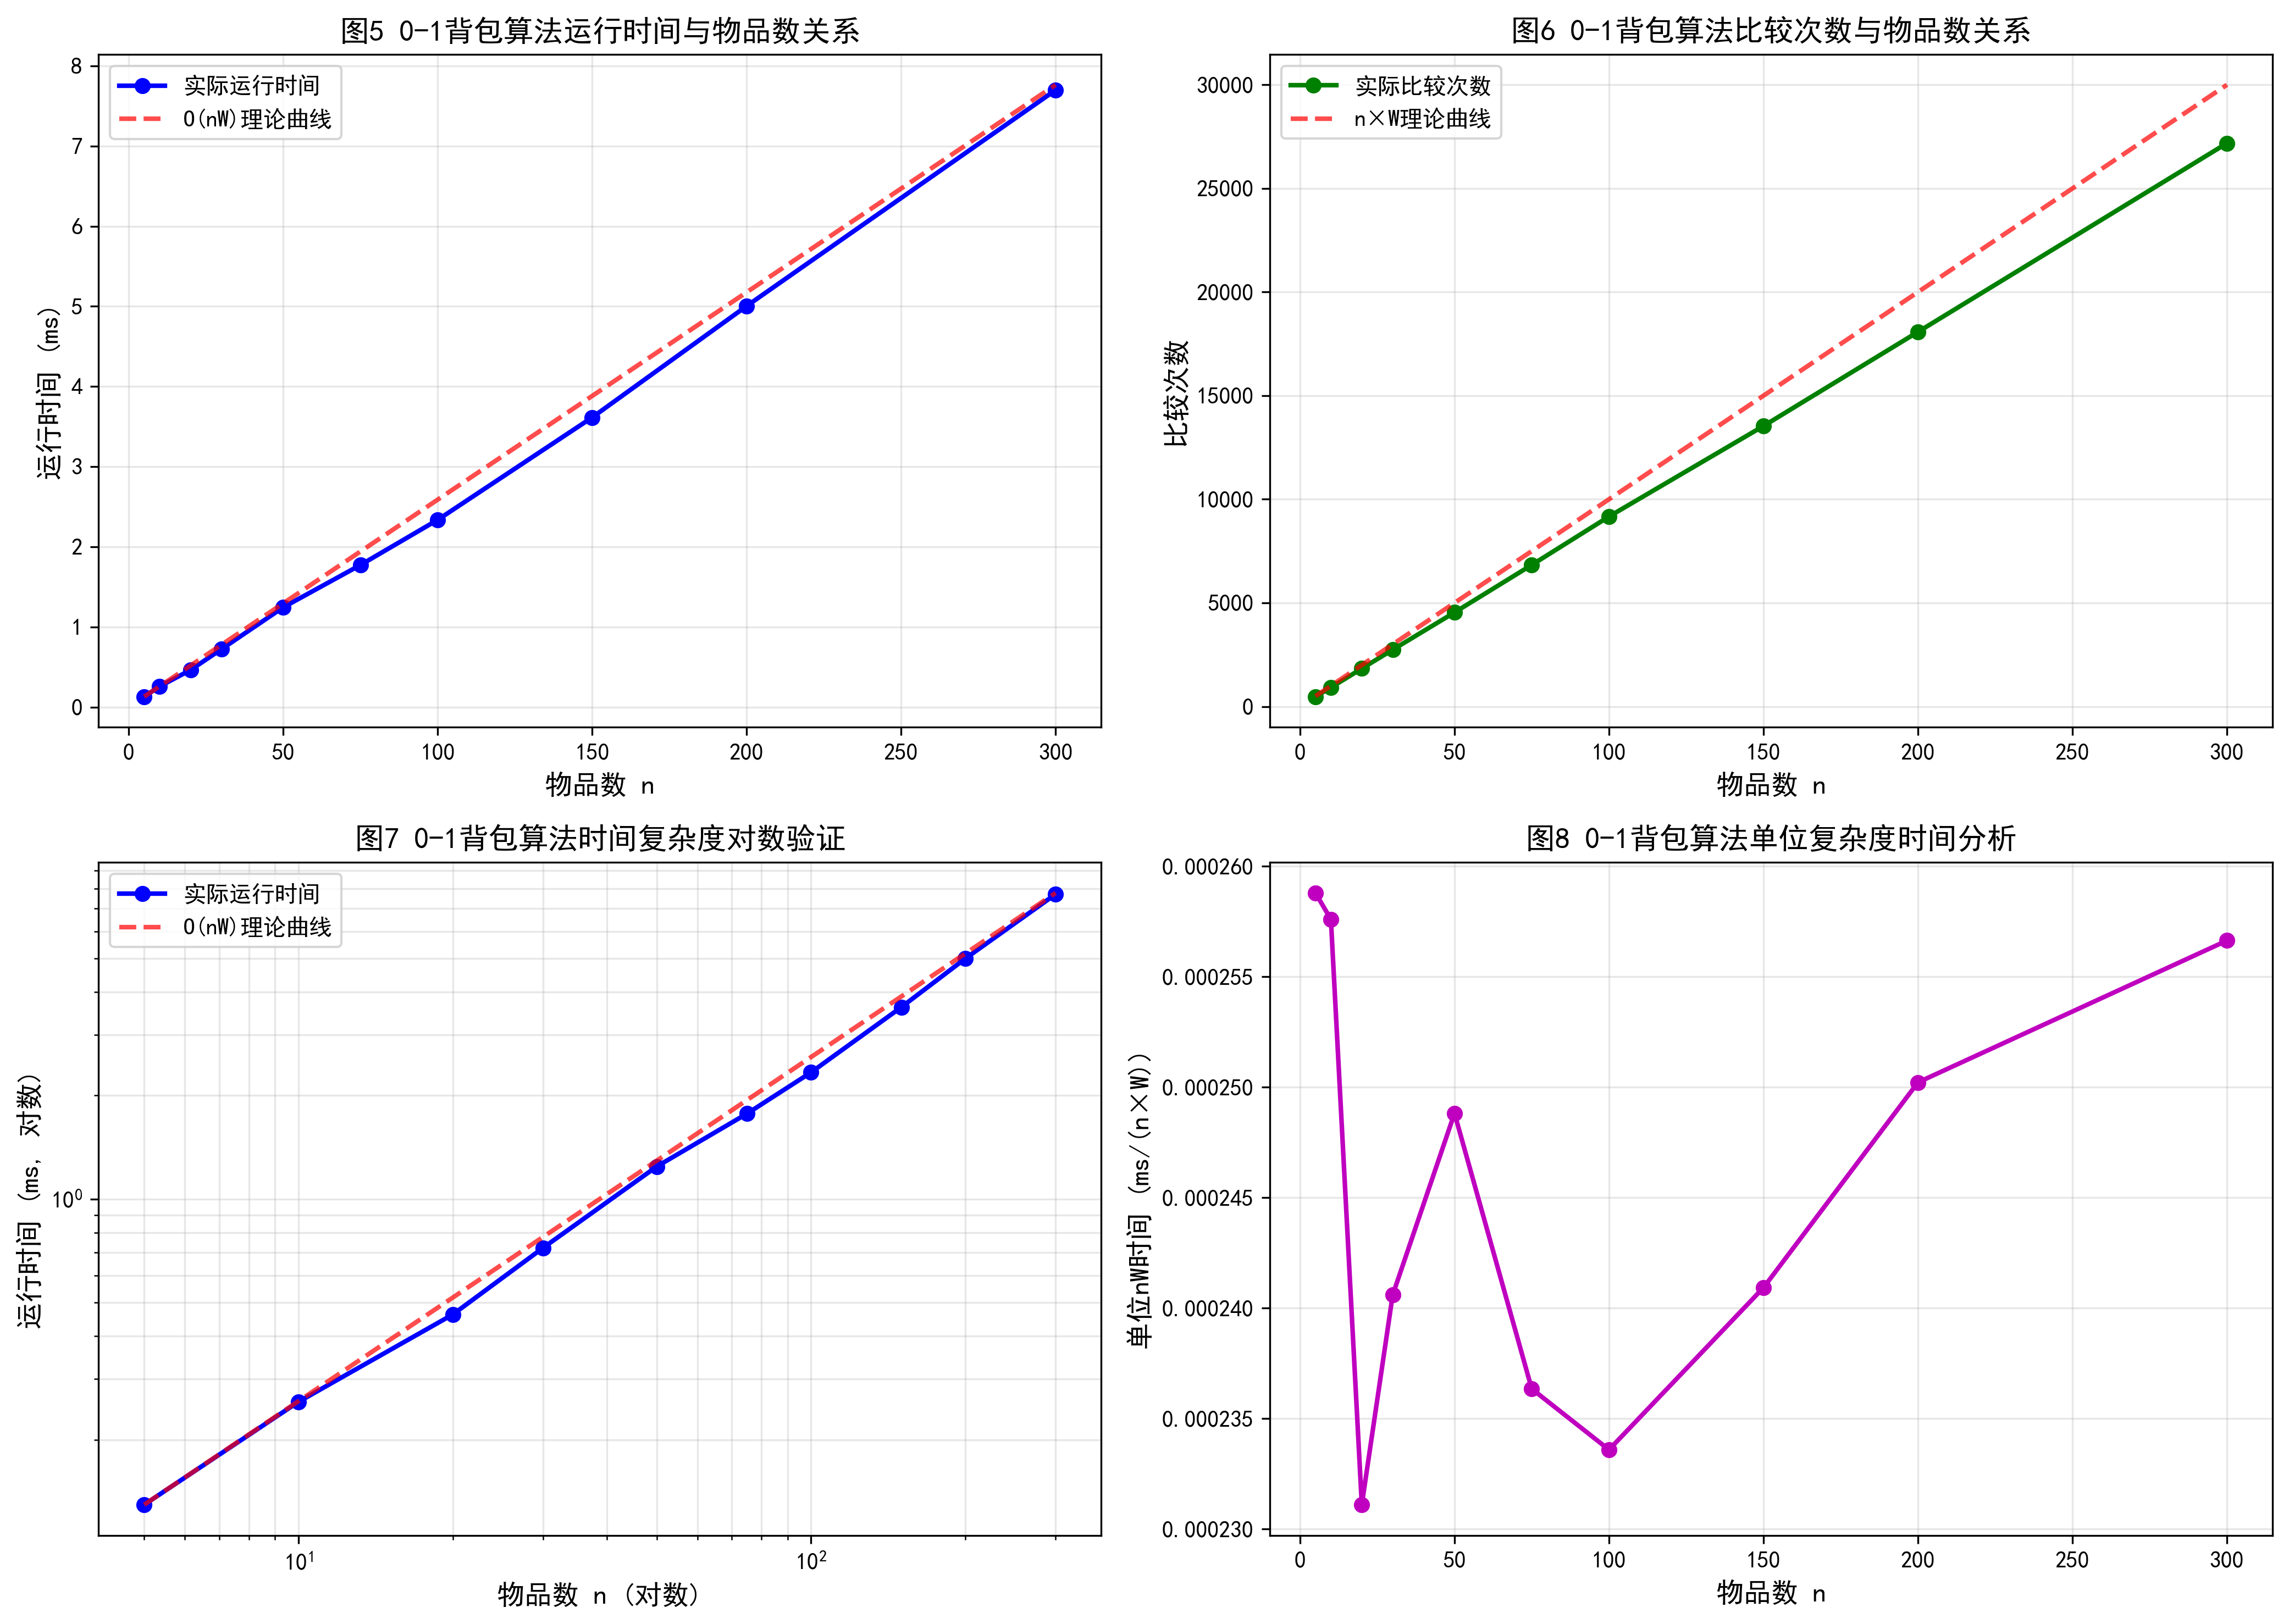 图5 0-1背包算法运行时间与物品数关系
实际运行时间
O(nW)理论曲线
8
7
6
5
4
3
2
1
0
运行时间 (ms)
0 50 100 150 200 250 300
物品数 n
图6 0-1背包算法比较次数与物品数关系
实际比较次数
n×W理论曲线
30000
25000
20000
15000
10000
5000
0
比较次数
0 50 100 150 200 250 300
物品数 n
图7 0-1背包算法时间复杂度对数验证
实际运行时间
O(nW)理论曲线
10⁰
运行时间 (ms, 对数)
10¹ 10²
物品数 n (对数)
图8 0-1背包算法单位复杂度时间分析
0.000260
0.000255
0.000250
0.000245
0.000240
0.000235
0.000230
单位nW时间 (ms/(n×W))
0 50 100 150 200 250 300
物品数 n